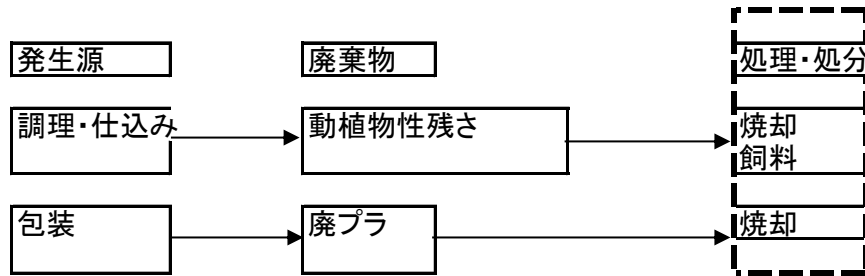 発生源
廃棄物
処理・処分
調理・仕込み
動植物性残さ
焼却
飼料
包装
廃プラ
焼却